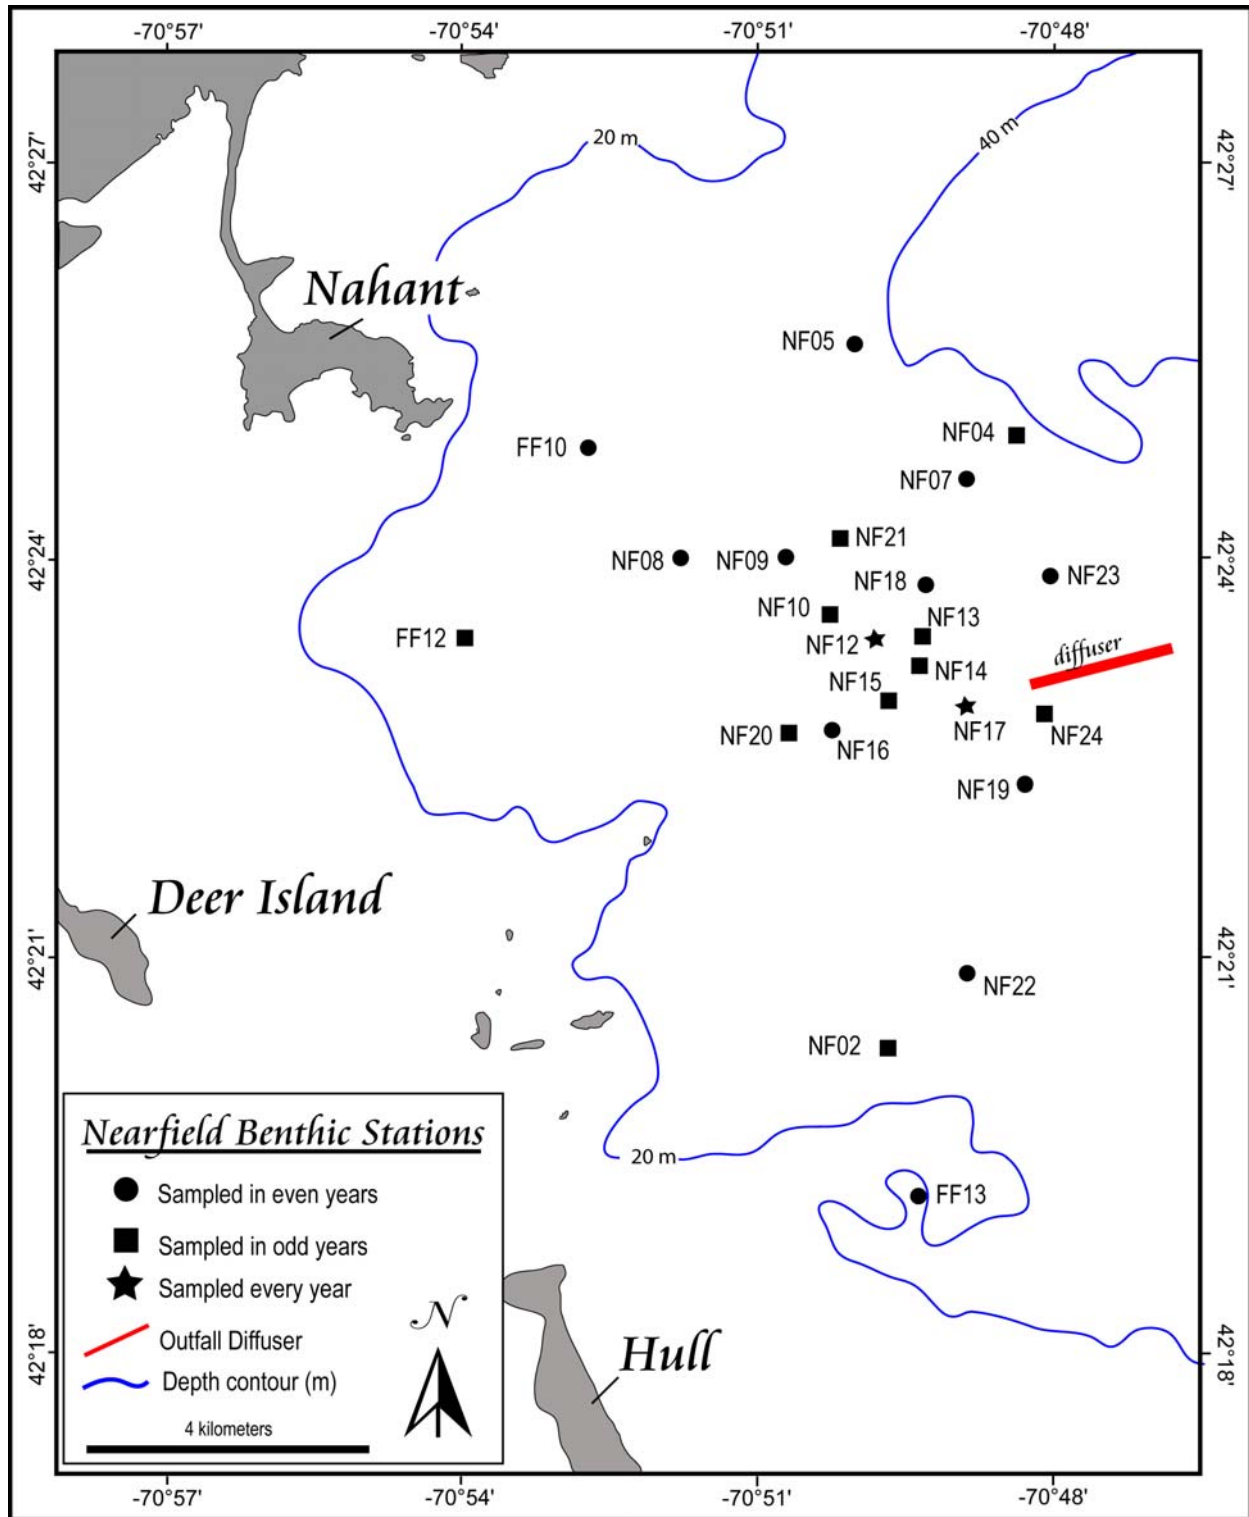 -70°57' -70°54' -70°51' -70°48'
20 m
40 m
42°27' 42°27'
Nahant
NF05
NF04
FF10
NF07
NF21
42°24' 42°24'
NF08 NF09
NF18 NF23
NF10
NF13
FF12
NF12
diffuser
NF14
NF15
NF17
NF24
NF20
NF16
NF19
Deer Island
42°21' 42°21'
NF22
NF02
20 m
FF13
Nearfield Benthic Stations
Sampled in even years
Sampled in odd years
Sampled every year
Outfall Diffuser
Depth contour (m)
4 kilometers
N
Hull
42°18' 42°18'
-70°57' -70°54' -70°51' -70°48'